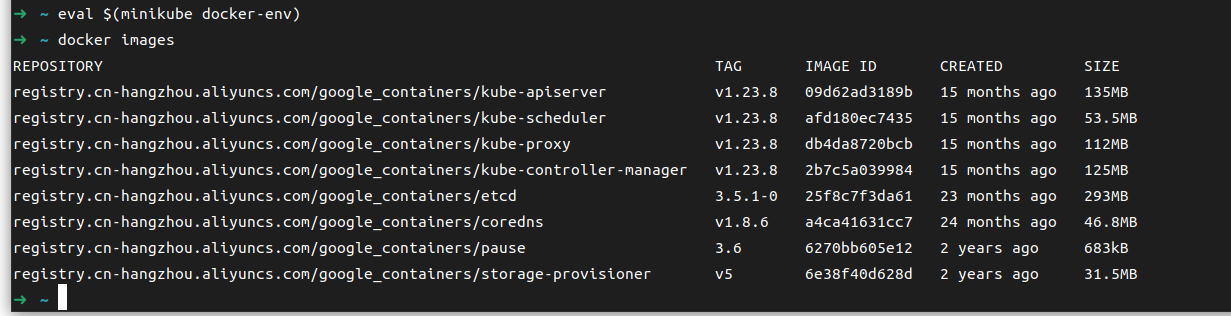 ➜ ~ eval $(minikube docker-env)
➜ ~ docker images
REPOSITORY TAG IMAGE ID CREATED SIZE
registry.cn-hangzhou.aliyuncs.com/google_containers/kube-apiserver v1.23.8 09d62ad3189b 15 months ago 135MB
registry.cn-hangzhou.aliyuncs.com/google_containers/kube-scheduler v1.23.8 afd180ec7435 15 months ago 53.5MB
registry.cn-hangzhou.aliyuncs.com/google_containers/kube-proxy v1.23.8 db4da8720bcb 15 months ago 112MB
registry.cn-hangzhou.aliyuncs.com/google_containers/kube-controller-manager v1.23.8 2b7c5a039984 15 months ago 125MB
registry.cn-hangzhou.aliyuncs.com/google_containers/etcd 3.5.1-0 25f8c7f3da61 23 months ago 293MB
registry.cn-hangzhou.aliyuncs.com/google_containers/coredns v1.8.6 a4ca41631cc7 24 months ago 46.8MB
registry.cn-hangzhou.aliyuncs.com/google_containers/pause 3.6 6270bb605e12 2 years ago 683kB
registry.cn-hangzhou.aliyuncs.com/google_containers/storage-provisioner v5 6e38f40d628d 2 years ago 31.5MB
➜ ~